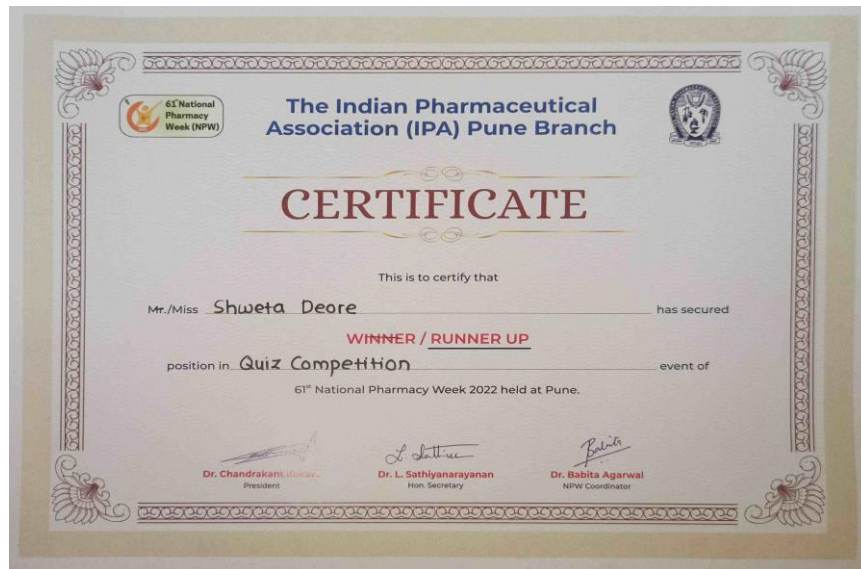 61st National
Pharmacy
Week (NPW)
The Indian Pharmaceutical
Association (IPA) Pune Branch
CERTIFICATE
This is to certify that
Mr./Miss Shweta Deore has secured
WINNER / RUNNER UP
position in Quiz Competition event of
61st National Pharmacy Week 2022 held at Pune.
Dr. Chandrakant
Dr. L. Sathiyanarayanan
Dr. Babita Agarwal
President
Hon. Secretary
NPW Coordinator